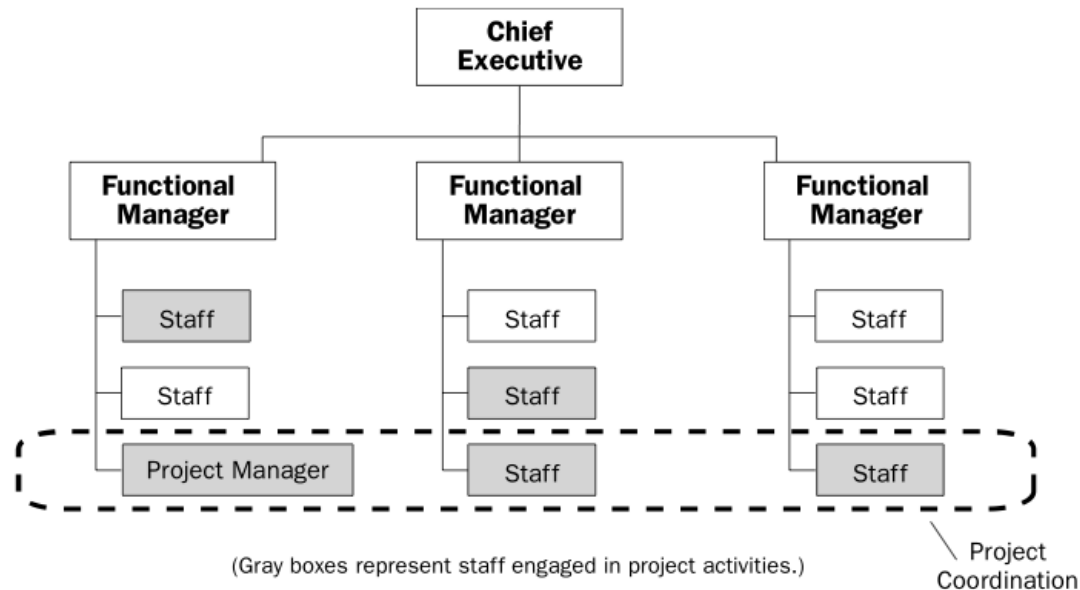 Chief
Executive
Functional
Manager
Functional
Manager
Functional
Manager
Staff
Staff
Staff
Staff
Staff
Staff
Project Manager
Staff
Staff
(Gray boxes represent staff engaged in project activities.)
Project
Coordination